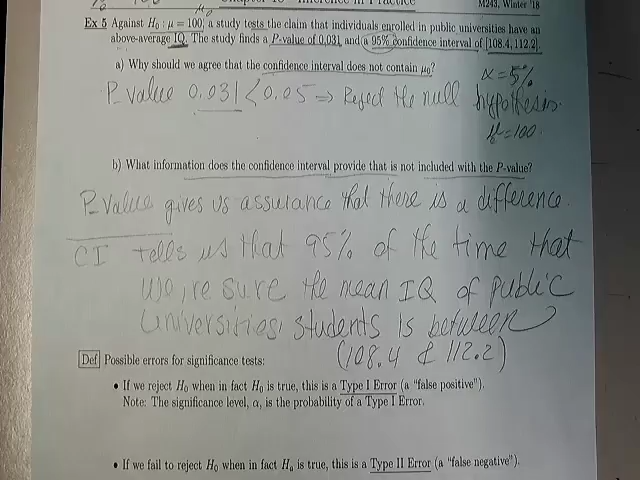 Inference in Practice
M243, Winter '18
μ₀
Ex 5 Against H₀ : μ = 100, a study tests the claim that individuals enrolled in public universities have an
above-average IQ. The study finds a P-value of 0.031 and a 95% confidence interval of [108.4, 112.2].
a) Why should we agree that the confidence interval does not contain μ₀?
α = 5%
P-value 0.031 < 0.05 ⇒ Reject the null hypothesis.
μ = 100
b) What information does the confidence interval provide that is not included with the P-value?
P-Value gives us assurance that there is a difference.
CI tells us that 95% of the time that
we're sure the mean IQ of public
Universities' students is between
(108.4 & 112.2)
Def Possible errors for significance tests:
• If we reject H₀ when in fact H₀ is true, this is a Type I Error (a "false positive").
Note: The significance level, α, is the probability of a Type I Error.
• If we fail to reject H₀ when in fact Hₐ is true, this is a Type II Error (a "false negative").